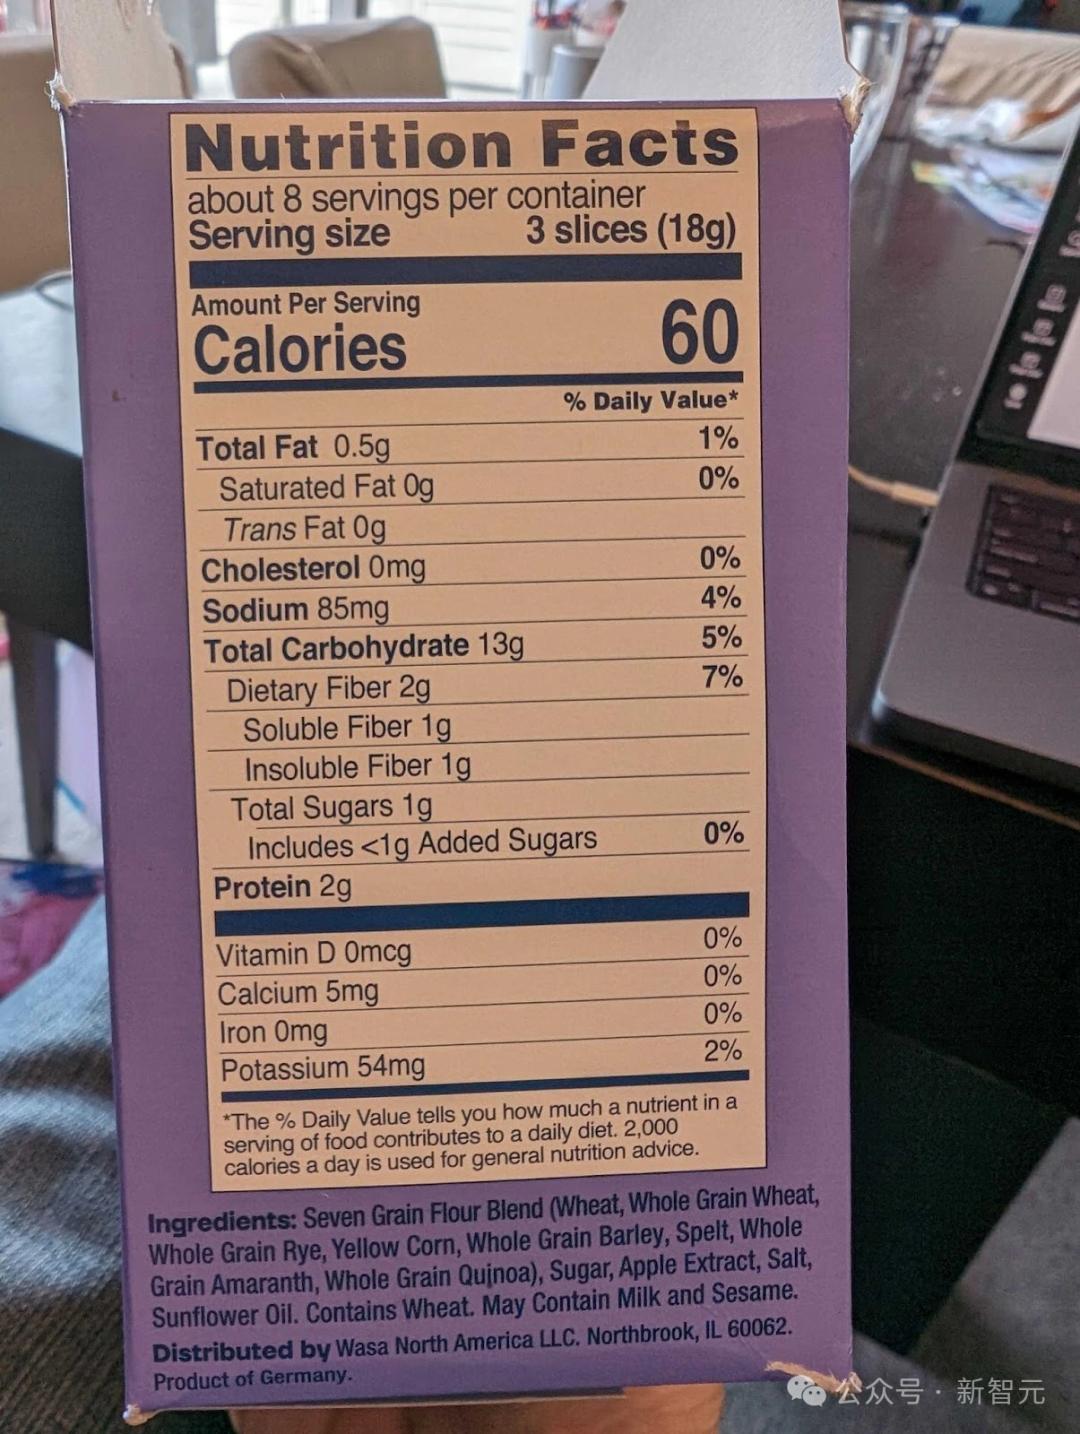 Nutrition Facts
about 8 servings per container
Serving size 3 slices (18g)
Amount Per Serving
Calories 60
% Daily Value*
Total Fat 0.5g 1%
Saturated Fat 0g 0%
Trans Fat 0g
Cholesterol 0mg 0%
Sodium 85mg 4%
Total Carbohydrate 13g 5%
Dietary Fiber 2g 7%
Soluble Fiber 1g
Insoluble Fiber 1g
Total Sugars 1g
Includes <1g Added Sugars 0%
Protein 2g
Vitamin D 0mcg 0%
Calcium 5mg 0%
Iron 0mg 0%
Potassium 54mg 2%
*The % Daily Value tells you how much a nutrient in a
serving of food contributes to a daily diet. 2,000
calories a day is used for general nutrition advice.
Ingredients: Seven Grain Flour Blend (Wheat, Whole Grain Wheat,
Whole Grain Rye, Yellow Corn, Whole Grain Barley, Spelt, Whole
Grain Amaranth, Whole Grain Quinoa), Sugar, Apple Extract, Salt,
Sunflower Oil. Contains Wheat. May Contain Milk and Sesame.
Distributed by Wasa North America LLC. Northbrook, IL 60062.
Product of Germany.
公众号 · 新智元